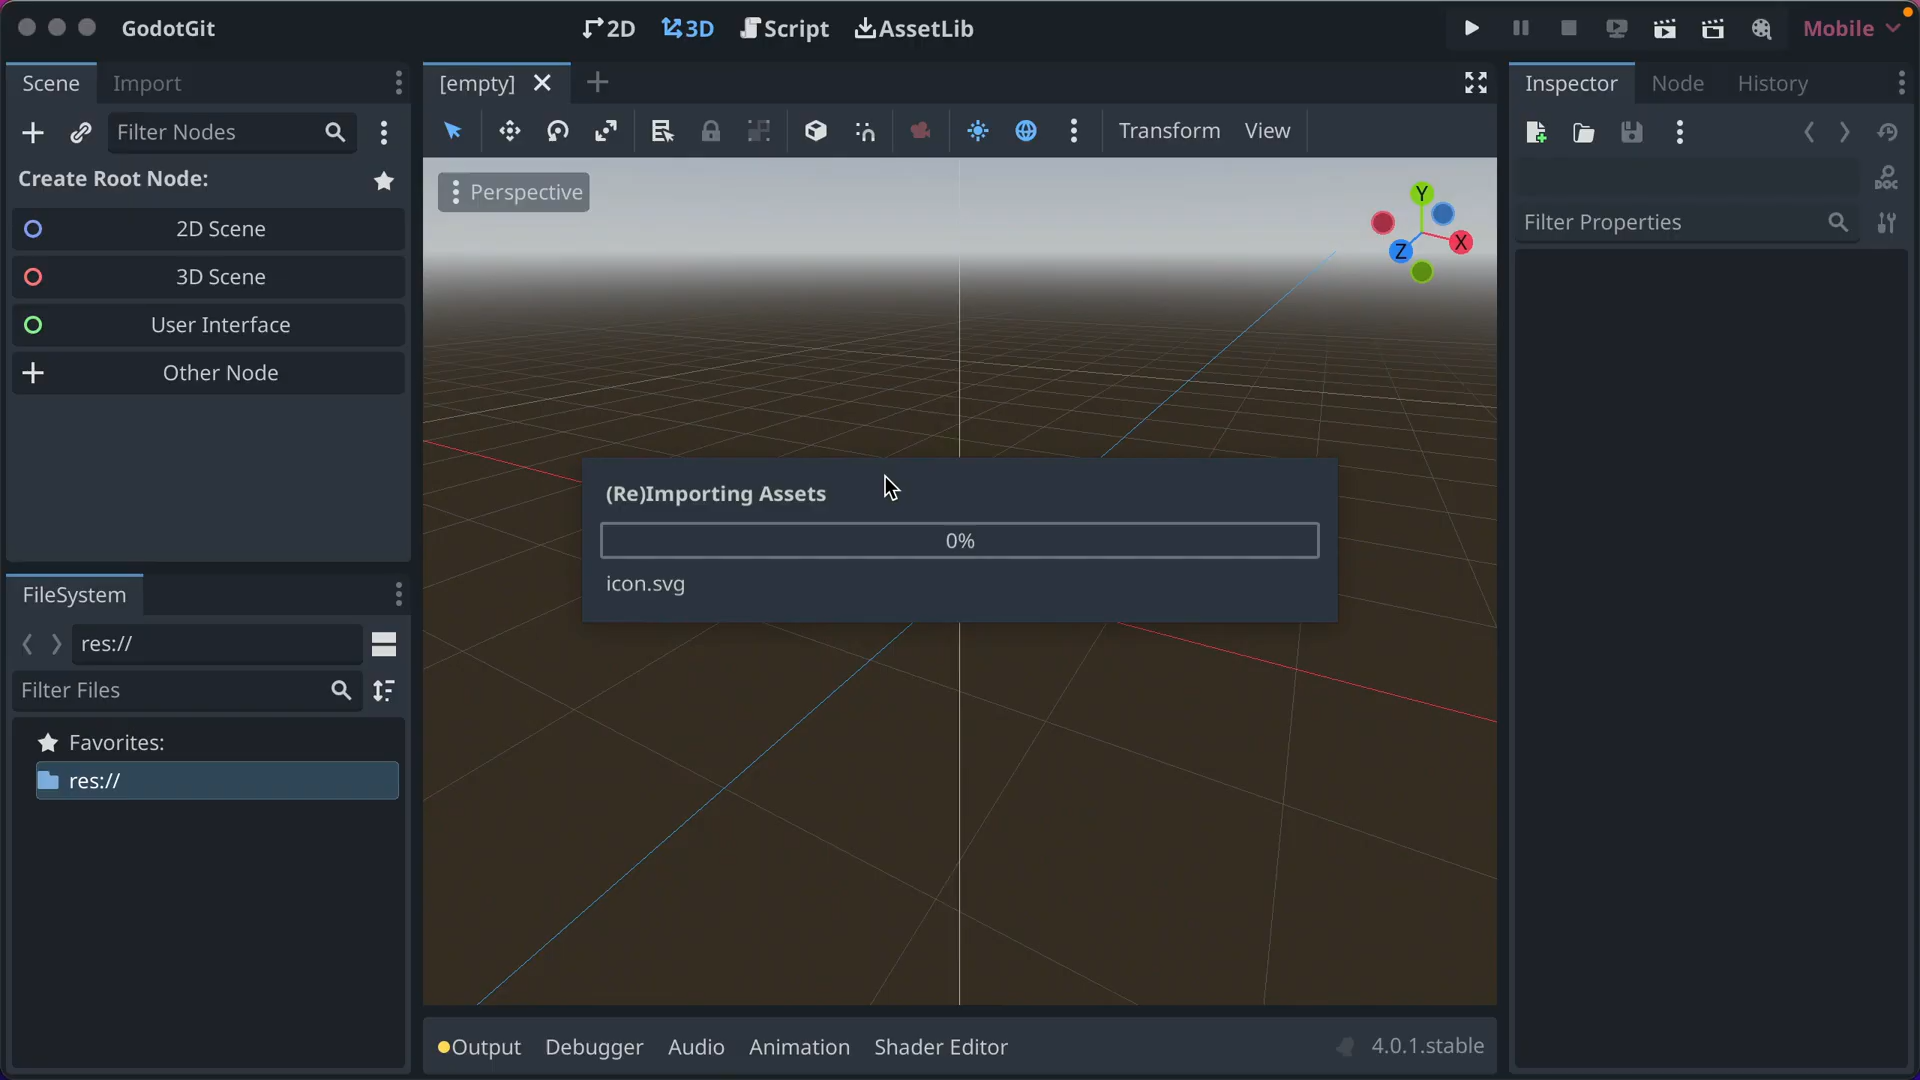 GodotGit
2D
3D
Script
AssetLib
Mobile
Scene
Import
[empty]
Inspector
Node
History
Filter Nodes
Transform
View
DOC
Create Root Node:
Perspective
Y
X
Z
Filter Properties
2D Scene
3D Scene
User Interface
Other Node
(Re)Importing Assets
0%
icon.svg
FileSystem
res://
Filter Files
Favorites:
res://
Output
Debugger
Audio
Animation
Shader Editor
4.0.1.stable